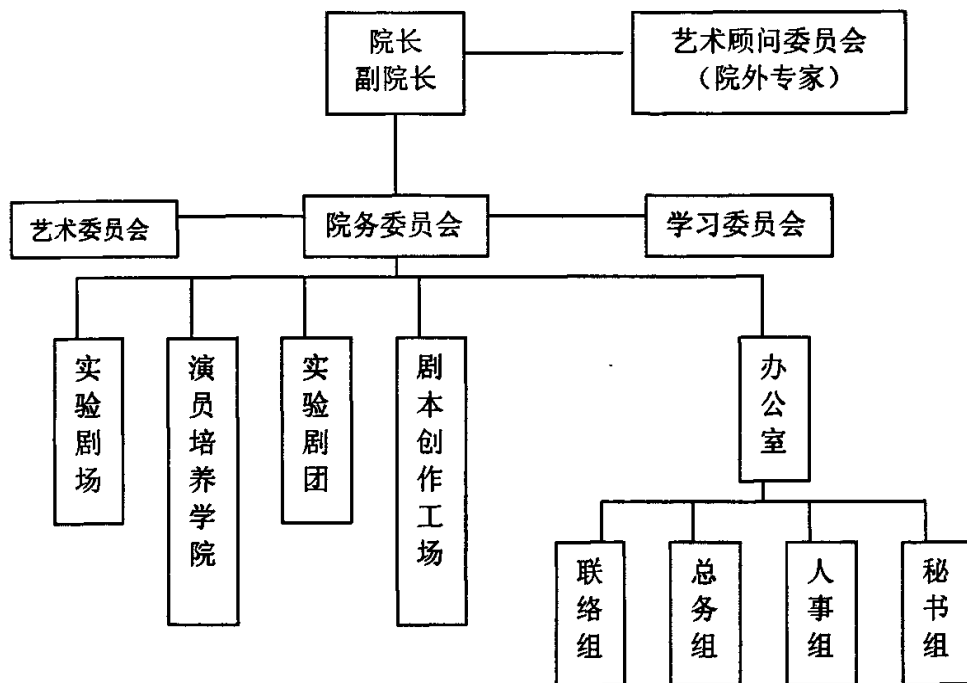 院长
副院长
艺术顾问委员会
（院外专家）
艺术委员会
院务委员会
学习委员会
实验剧场
演员培养学院
实验剧团
剧本创作工场
办公室
联络组
总务组
人事组
秘书组